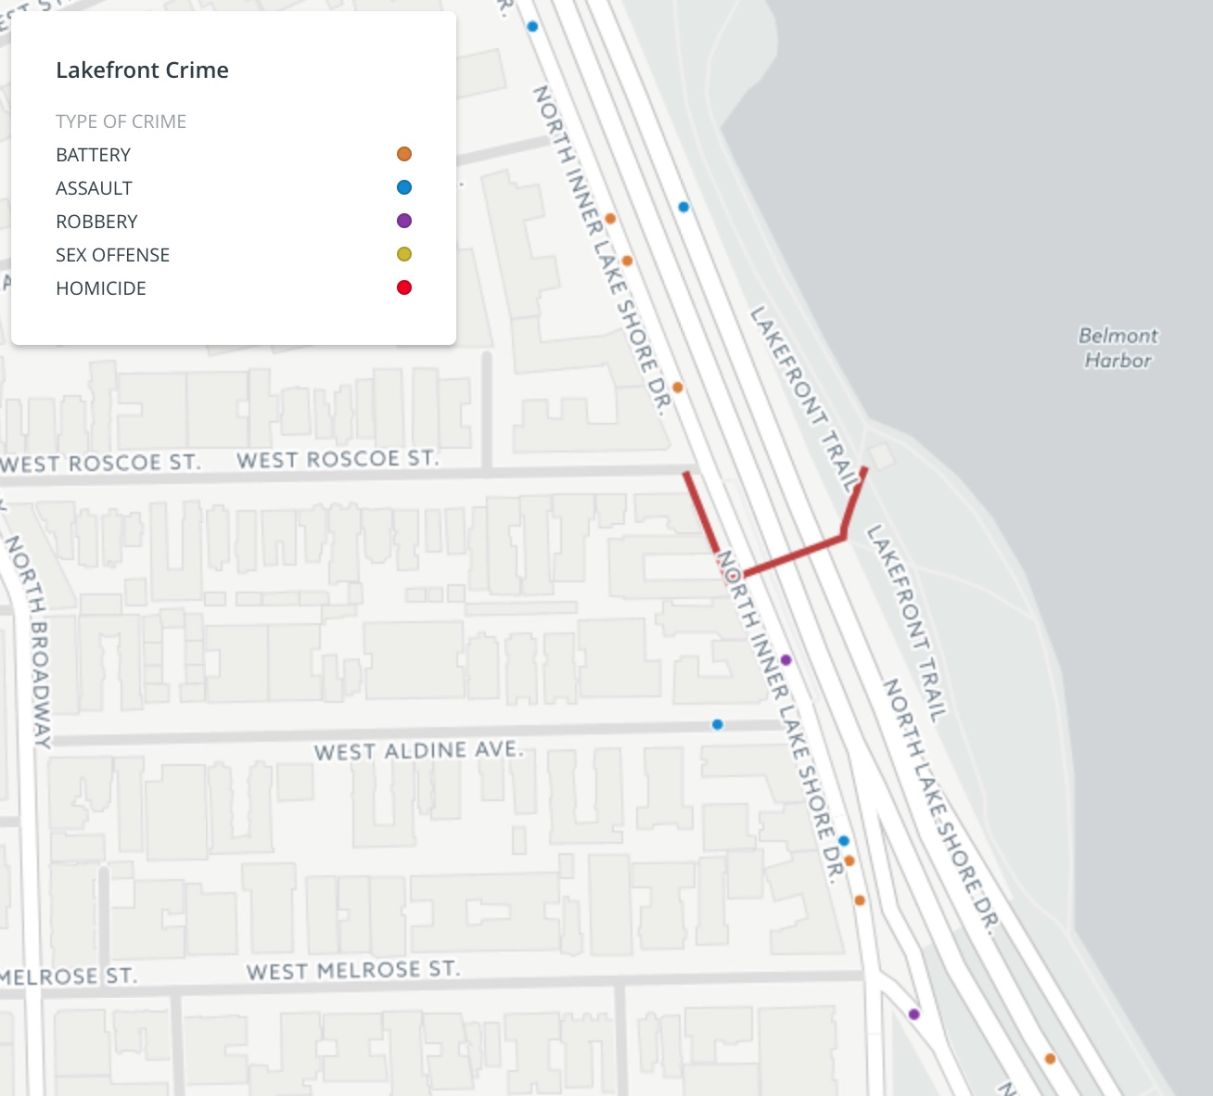 Lakefront Crime
TYPE OF CRIME
BATTERY
ASSAULT
ROBBERY
SEX OFFENSE
HOMICIDE
NORTH INNER LAKE SHORE DR.
LAKEFRONT TRAIL
Belmont
Harbor
WEST ROSCOE ST.
WEST ROSCOE ST.
NORTH BROADWAY
NORTH INNER LAKE SHORE DR.
LAKEFRONT TRAIL
NORTH LAKE SHORE DR.
WEST ALDINE AVE.
MELROSE ST.
WEST MELROSE ST.